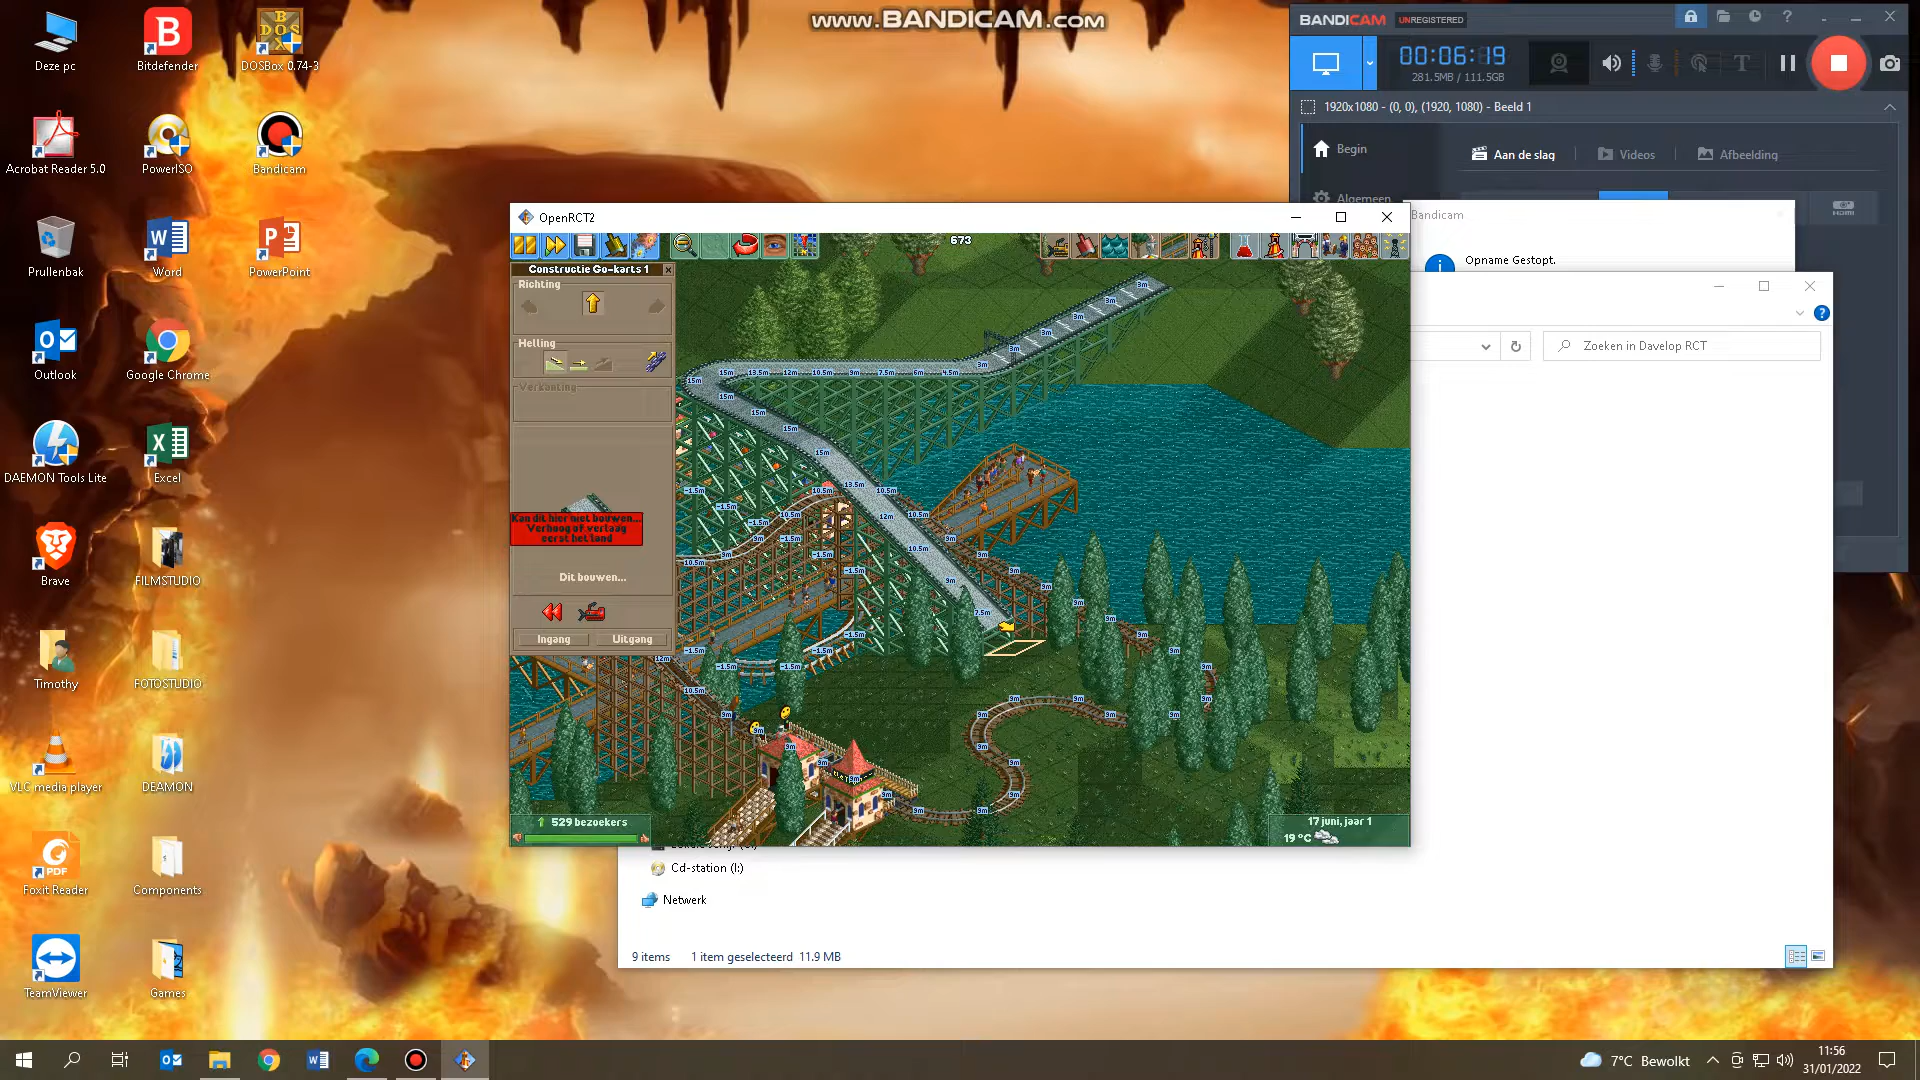 www.BANDICAM.com
Deze pc
Bitdefender
DOSBox 0.74-3
Acrobat Reader 5.0
PowerISO
Bandicam
Prullenbak
Word
PowerPoint
Outlook
Google Chrome
DAEMON Tools Lite
Excel
Brave
FILMSTUDIO
Timothy
FOTOSTUDIO
VLC media player
DEAMON
Foxit Reader
Components
TeamViewer
Games
BANDICAM UNREGISTERED
00:06:19
281.5MB / 111.5GB
1920x1080 - (0, 0), (1920, 1080) - Beeld 1
Begin
Aan de slag
Videos
Afbeelding
Algemeen
Bandicam
Opname Gestopt.
Zoeken in Davelop RCT
OpenRCT2
673
Constructie Go-karts 1
Richting
Helling
Verkanting
Kan dit hier niet bouwen...
Verhoog of verlaag
eerst het land
Dit bouwen...
Ingang
Uitgang
529 bezoekers
17 juni, jaar 1
19 °C
Cd-station (I:)
Netwerk
9 items
1 item geselecteerd 11.9 MB
7°C Bewolkt
11:56
31/01/2022